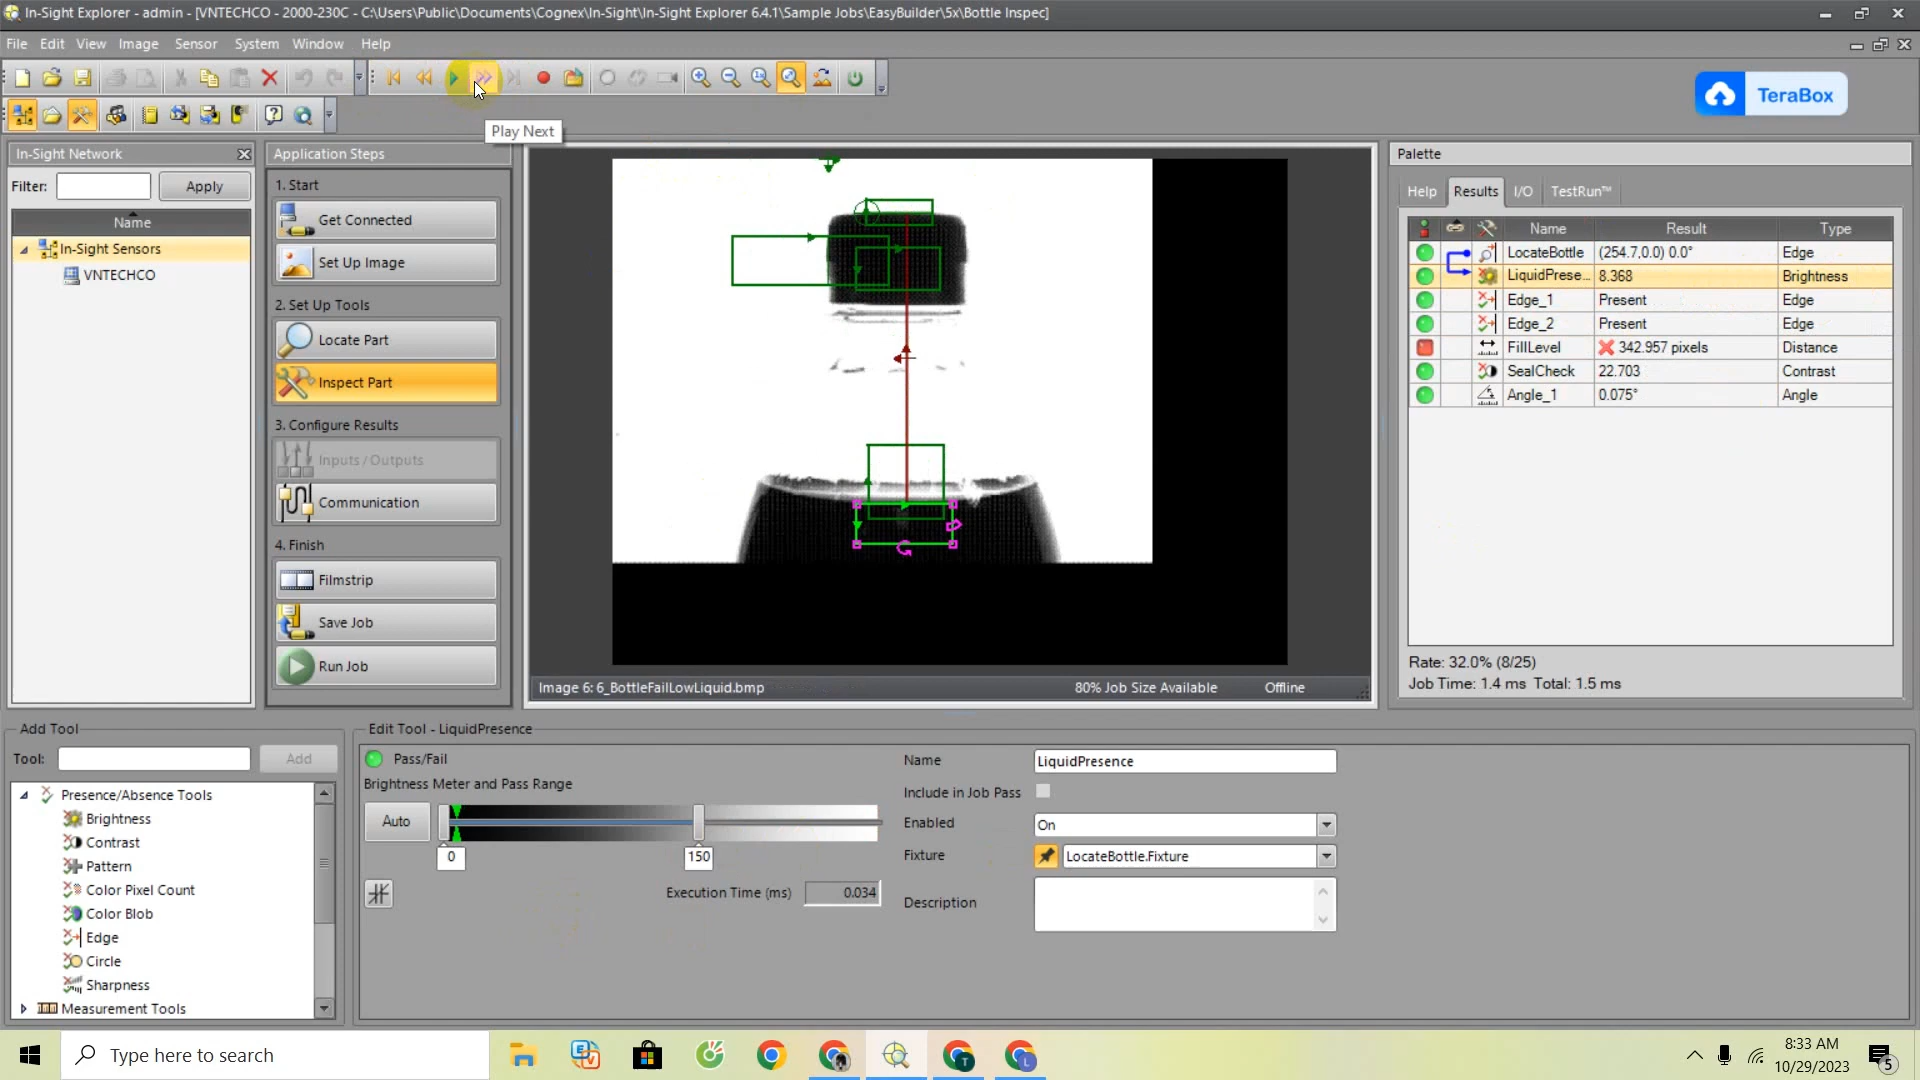 In-Sight Explorer - admin - [VNTECHCO - 2000-230C - C:\Users\Public\Documents\Cognex\In-Sight\In-Sight Explorer 6.4.1\Sample Jobs\EasyBuilder\5x\Bottle Inspec]
File Edit View Image Sensor System Window Help
TeraBox
Play Next
In-Sight Network
Filter: Apply
Name
In-Sight Sensors
VNTECHCO
Application Steps
1. Start
Get Connected
Set Up Image
2. Set Up Tools
Locate Part
Inspect Part
3. Configure Results
Inputs / Outputs
Communication
4. Finish
Filmstrip
Save Job
Run Job
Image 6: 6_BottleFailLowLiquid.bmp 80% Job Size Available Offline
Palette
Help Results I/O TestRun™
Name Result Type
LocateBottle (254.7,0.0) 0.0° Edge
LiquidPrese... 8.368 Brightness
Edge_1 Present Edge
Edge_2 Present Edge
FillLevel 342.957 pixels Distance
SealCheck 22.703 Contrast
Angle_1 0.075° Angle
Rate: 32.0% (8/25)
Job Time: 1.4 ms Total: 1.5 ms
Add Tool
Tool: Add
Presence/Absence Tools
Brightness
Contrast
Pattern
Color Pixel Count
Color Blob
Edge
Circle
Sharpness
Measurement Tools
Edit Tool - LiquidPresence
Pass/Fail
Brightness Meter and Pass Range
Auto
0 150
Execution Time (ms) 0.034
Name LiquidPresence
Include in Job Pass
Enabled On
Fixture LocateBottle.Fixture
Description
Type here to search
8:33 AM
10/29/2023
5